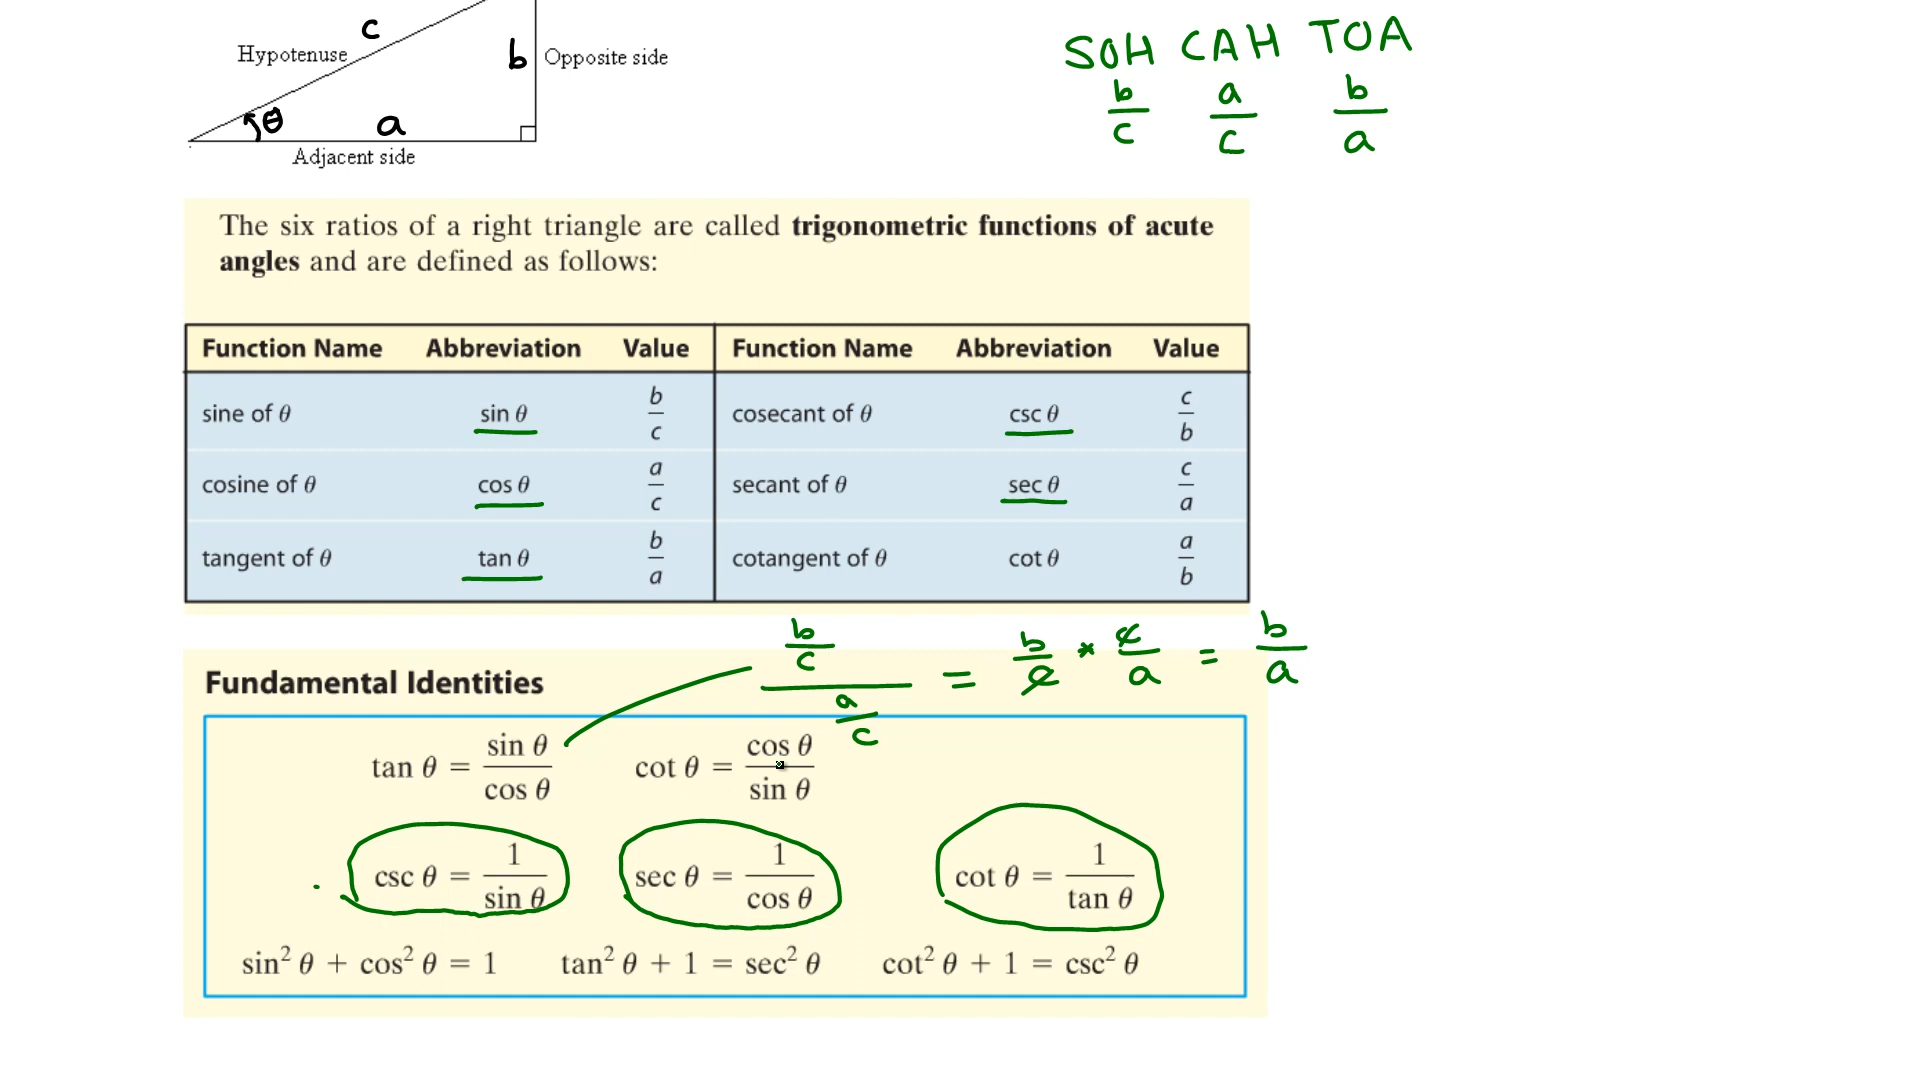 c
Hypotenuse
b
Opposite side
θ
a
Adjacent side
SOH CAH TOA
b/c a/c b/a
The six ratios of a right triangle are called trigonometric functions of acute
angles and are defined as follows:
Function Name Abbreviation Value Function Name Abbreviation Value
sine of θ sin θ b/c cosecant of θ csc θ c/b
cosine of θ cos θ a/c secant of θ sec θ c/a
tangent of θ tan θ b/a cotangent of θ cot θ a/b
b/c / a/c = b/c * c/a = b/a
Fundamental Identities
tan θ = sin θ/cos θ cot θ = cos θ/sin θ
csc θ = 1/sin θ sec θ = 1/cos θ cot θ = 1/tan θ
sin² θ + cos² θ = 1 tan² θ + 1 = sec² θ cot² θ + 1 = csc² θ